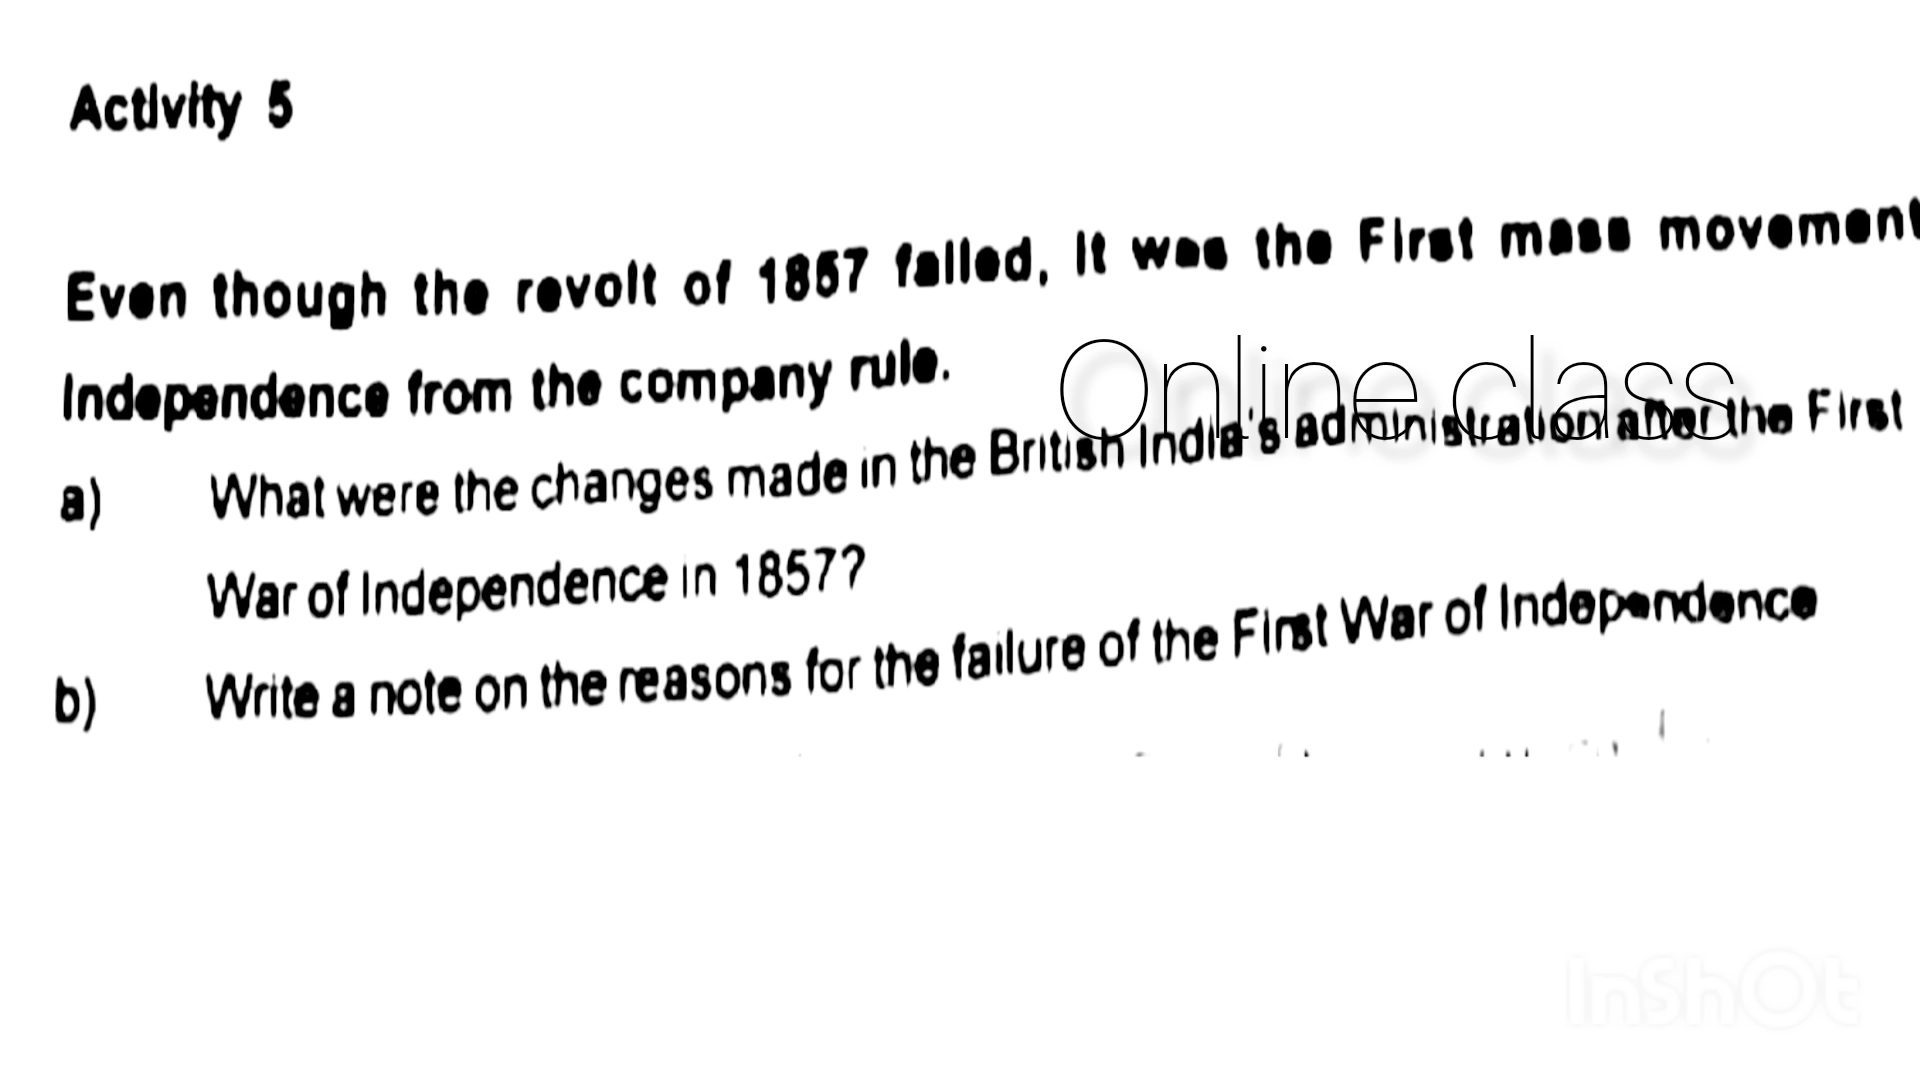 Activity 5
Even though the revolt of 1857 failed, it was the First mass movement
Independence from the company rule.
Online class
a) What were the changes made in the British India's administration after the First
War of Independence in 1857?
b) Write a note on the reasons for the failure of the First War of Independence
InShOt